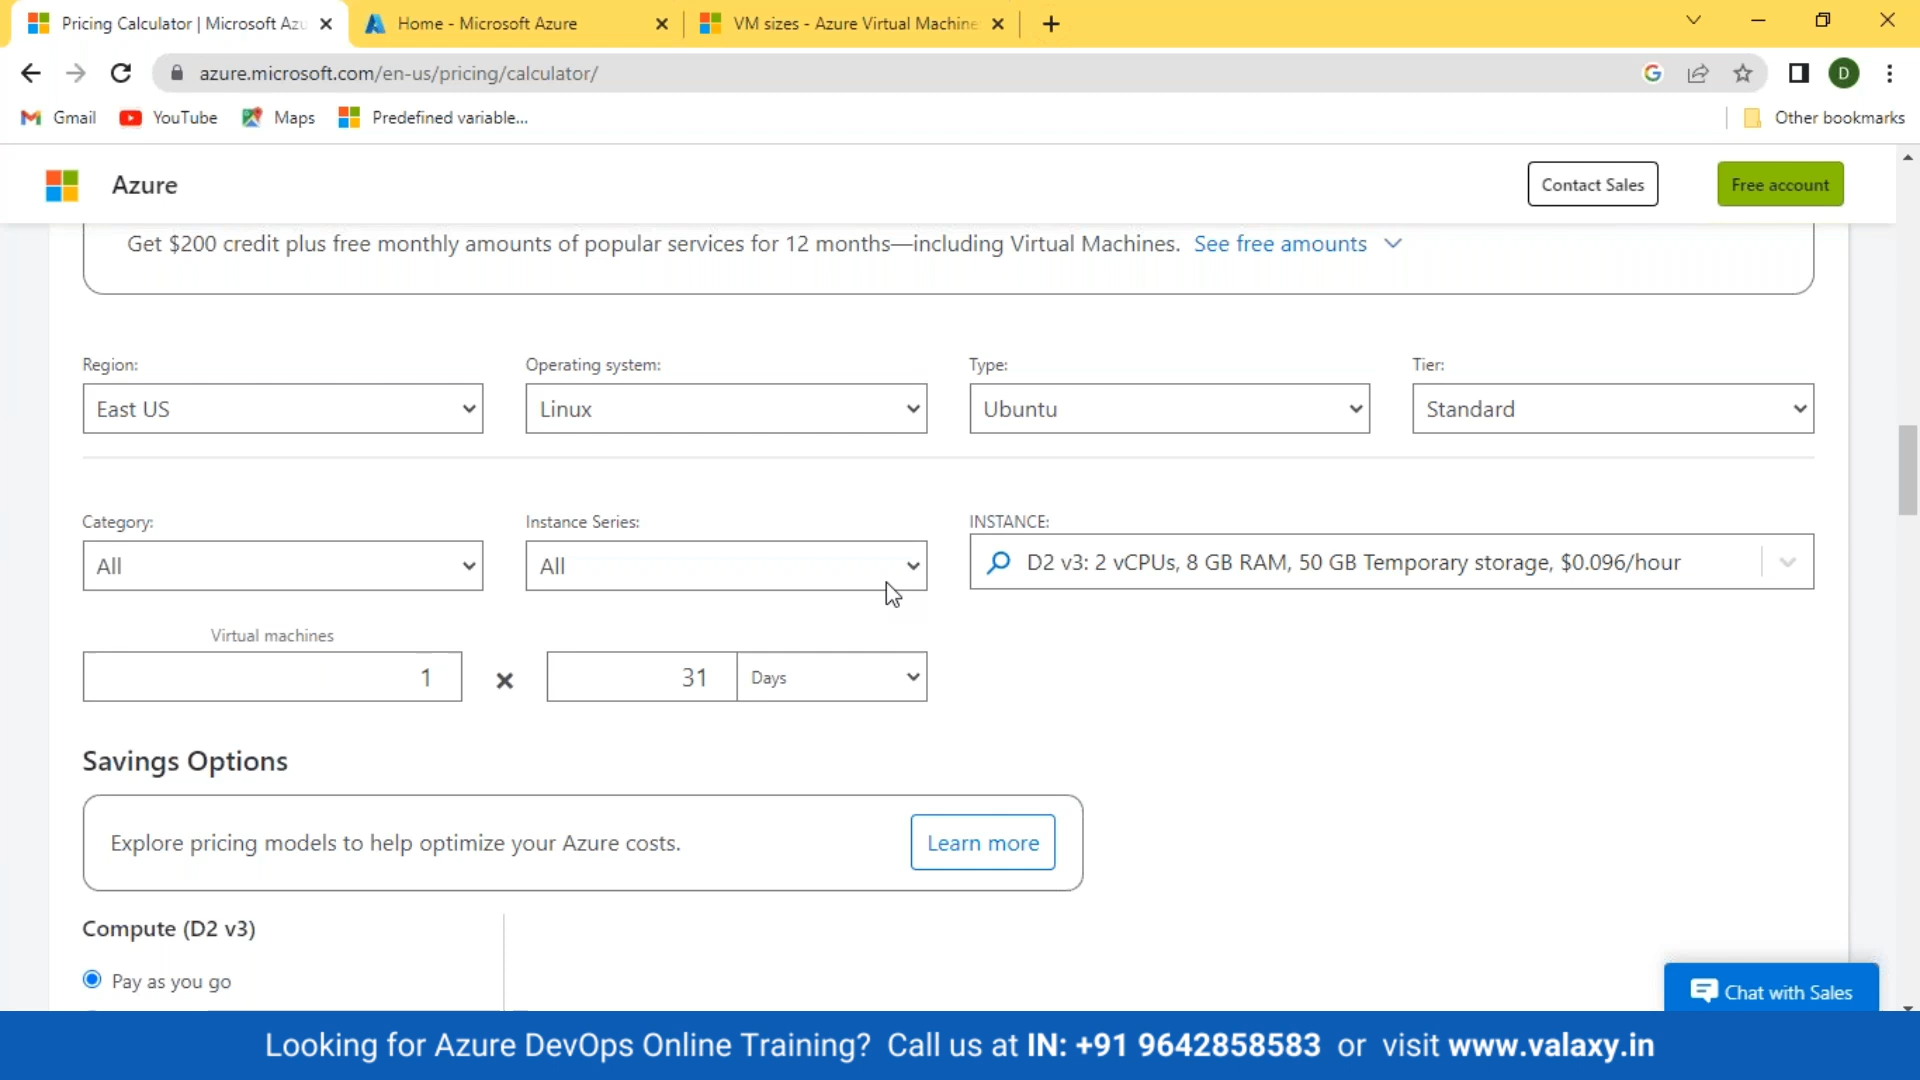 Pricing Calculator | Microsoft Azu
Home - Microsoft Azure
VM sizes - Azure Virtual Machine
azure.microsoft.com/en-us/pricing/calculator/
D
Gmail
YouTube
Maps
Predefined variable...
Other bookmarks
Azure
Contact Sales
Free account
Get $200 credit plus free monthly amounts of popular services for 12 months—including Virtual Machines. See free amounts
Region:
Operating system:
Type:
Tier:
East US
Linux
Ubuntu
Standard
Category:
Instance Series:
INSTANCE:
All
All
D2 v3: 2 vCPUs, 8 GB RAM, 50 GB Temporary storage, $0.096/hour
Virtual machines
1
31
Days
Savings Options
Explore pricing models to help optimize your Azure costs.
Learn more
Compute (D2 v3)
Pay as you go
Chat with Sales
Looking for Azure DevOps Online Training? Call us at IN: +91 9642858583 or visit www.valaxy.in